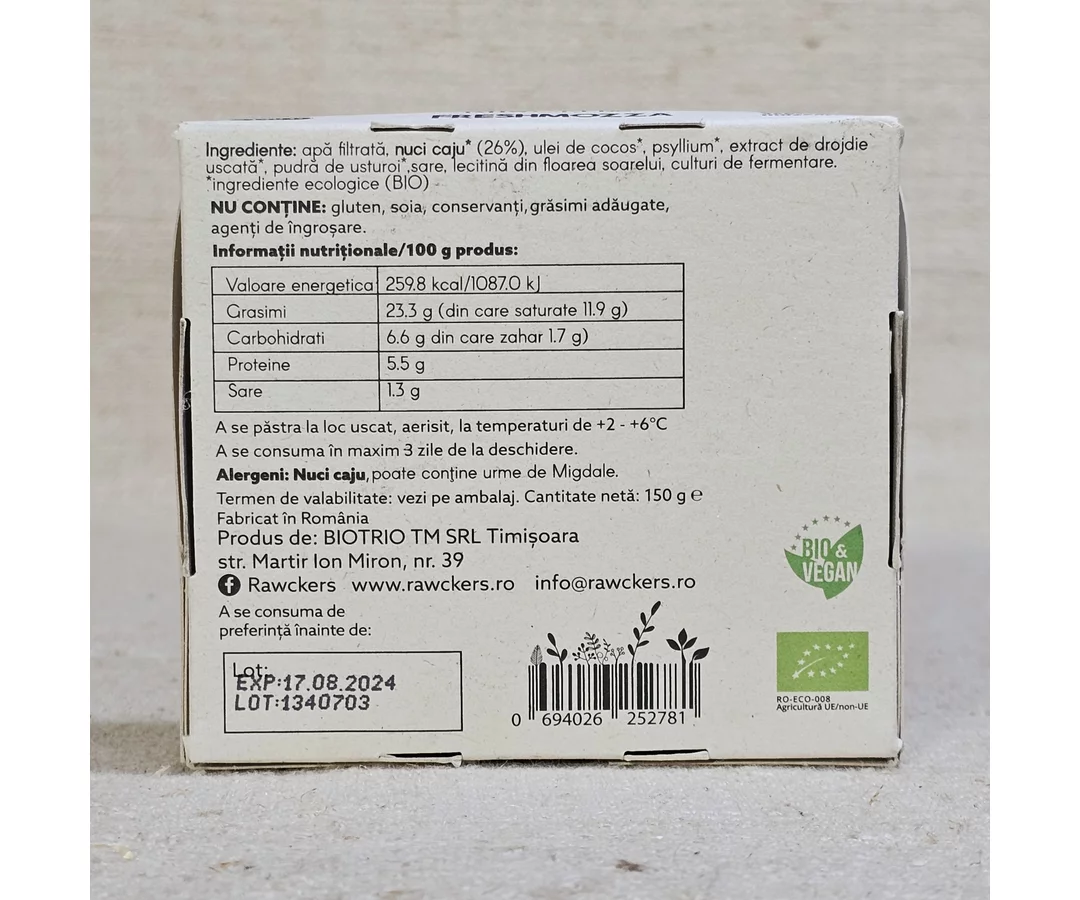 FRESHMOZZA
Ingrediente: apă filtrată, nuci caju* (26%), ulei de cocos*, psyllium*, extract de drojdie
uscată*, pudră de usturoi*,sare, lecitină din floarea soarelui, culturi de fermentare.
*ingrediente ecologice (BIO)
NU CONȚINE: gluten, soia, conservanți,grăsimi adăugate,
agenți de îngroșare.
Informații nutriționale/100 g produs:
Valoare energetica 259.8 kcal/1087.0 kJ
Grasimi 23.3 g (din care saturate 11.9 g)
Carbohidrati 6.6 g din care zahar 1.7 g)
Proteine 5.5 g
Sare 1.3 g
A se păstra la loc uscat, aerisit, la temperaturi de +2 - +6°C
A se consuma în maxim 3 zile de la deschidere.
Alergeni: Nuci caju,poate conține urme de Migdale.
Termen de valabilitate: vezi pe ambalaj. Cantitate netă: 150 g ℮
Fabricat în România
Produs de: BIOTRIO TM SRL Timișoara
str. Martir Ion Miron, nr. 39
Rawckers www.rawckers.ro info@rawckers.ro
A se consuma de
preferință înainte de:
Lot:
EXP:17.08.2024
LOT:1340703
0 694026 252781
BIO &
VEGAN
RO-ECO-008
Agricultură UE/non-UE